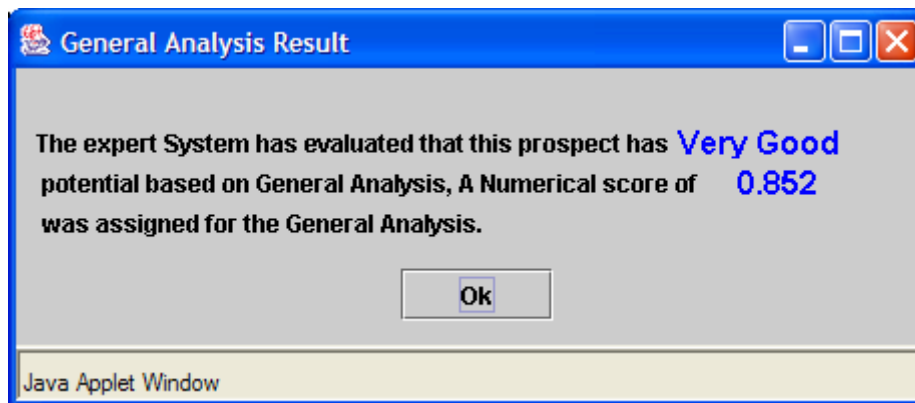 General Analysis Result
The expert System has evaluated that this prospect has Very Good
potential based on General Analysis, A Numerical score of 0.852
was assigned for the General Analysis.
Ok
Java Applet Window